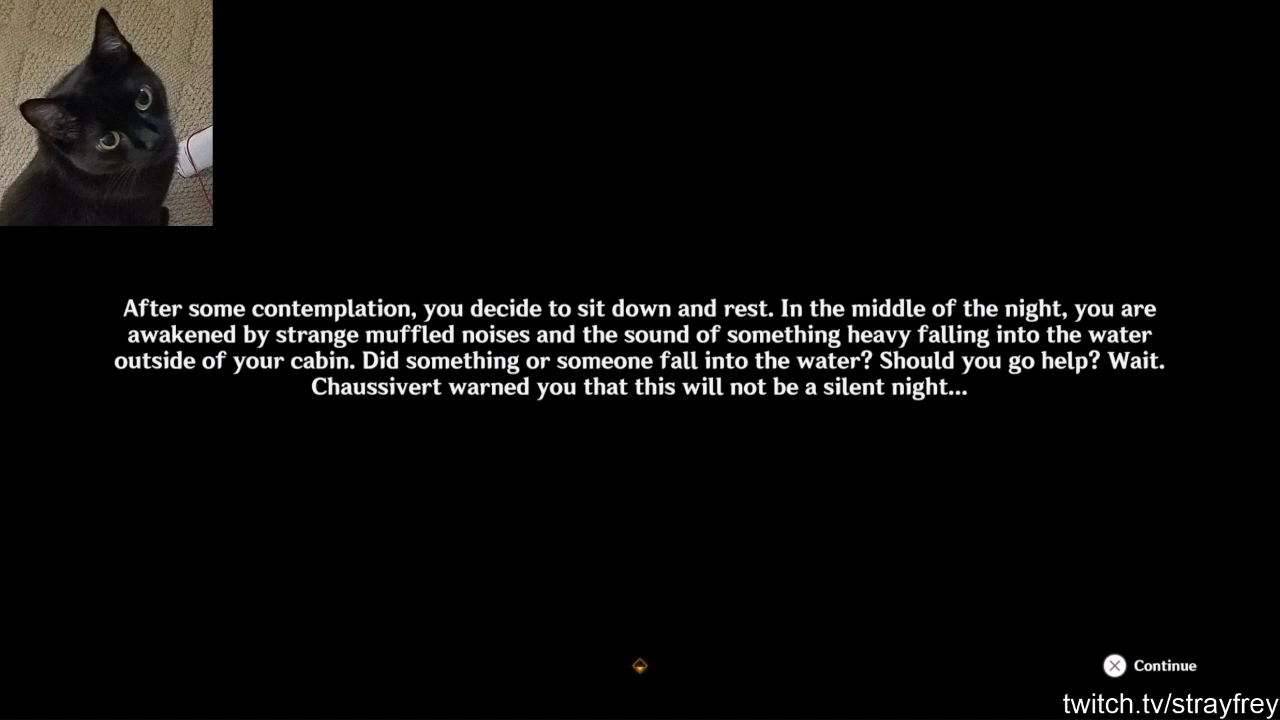 After some contemplation, you decide to sit down and rest. In the middle of the night, you are
awakened by strange muffled noises and the sound of something heavy falling into the water
outside of your cabin. Did something or someone fall into the water? Should you go help? Wait.
Chaussivert warned you that this will not be a silent night...
Continue
twitch.tv/strayfrey